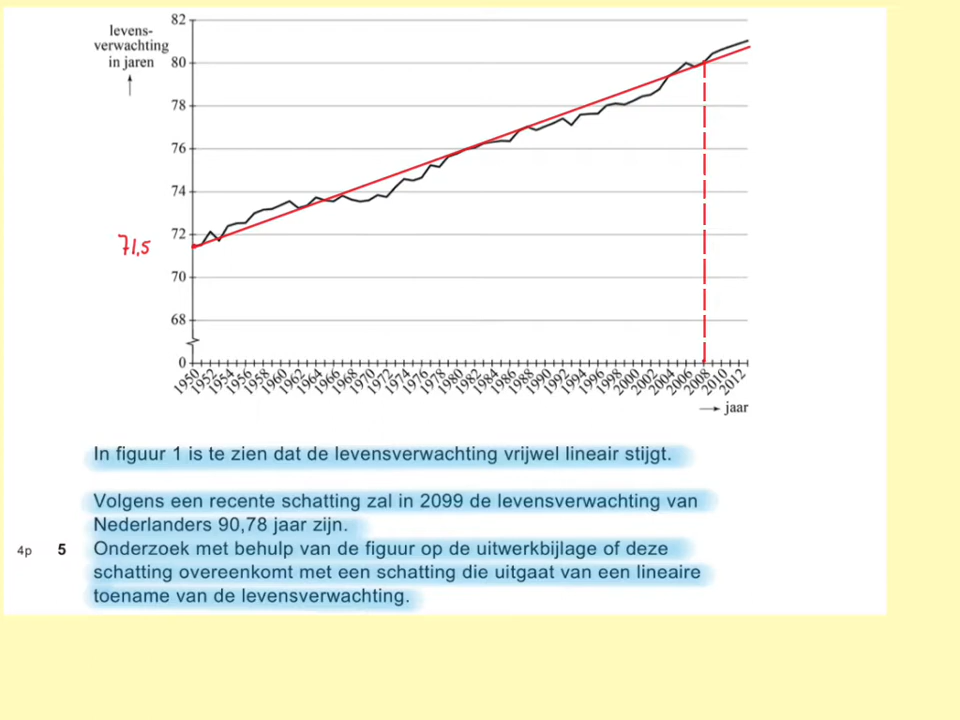 levens-
verwachting
in jaren
82
80
78
76
74
72
71,5
70
68
0
1950 1952 1954 1956 1958 1960 1962 1964 1966 1968 1970 1972 1974 1976 1978 1980 1982 1984 1986 1988 1990 1992 1994 1996 1998 2000 2002 2004 2006 2008 2010 2012
jaar
In figuur 1 is te zien dat de levensverwachting vrijwel lineair stijgt.
Volgens een recente schatting zal in 2099 de levensverwachting van
Nederlanders 90,78 jaar zijn.
4p 5 Onderzoek met behulp van de figuur op de uitwerkbijlage of deze
schatting overeenkomt met een schatting die uitgaat van een lineaire
toename van de levensverwachting.